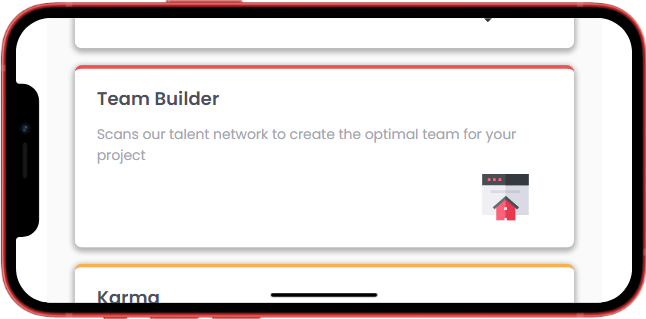 Team Builder
Scans our talent network to create the optimal team for your
project
Karma